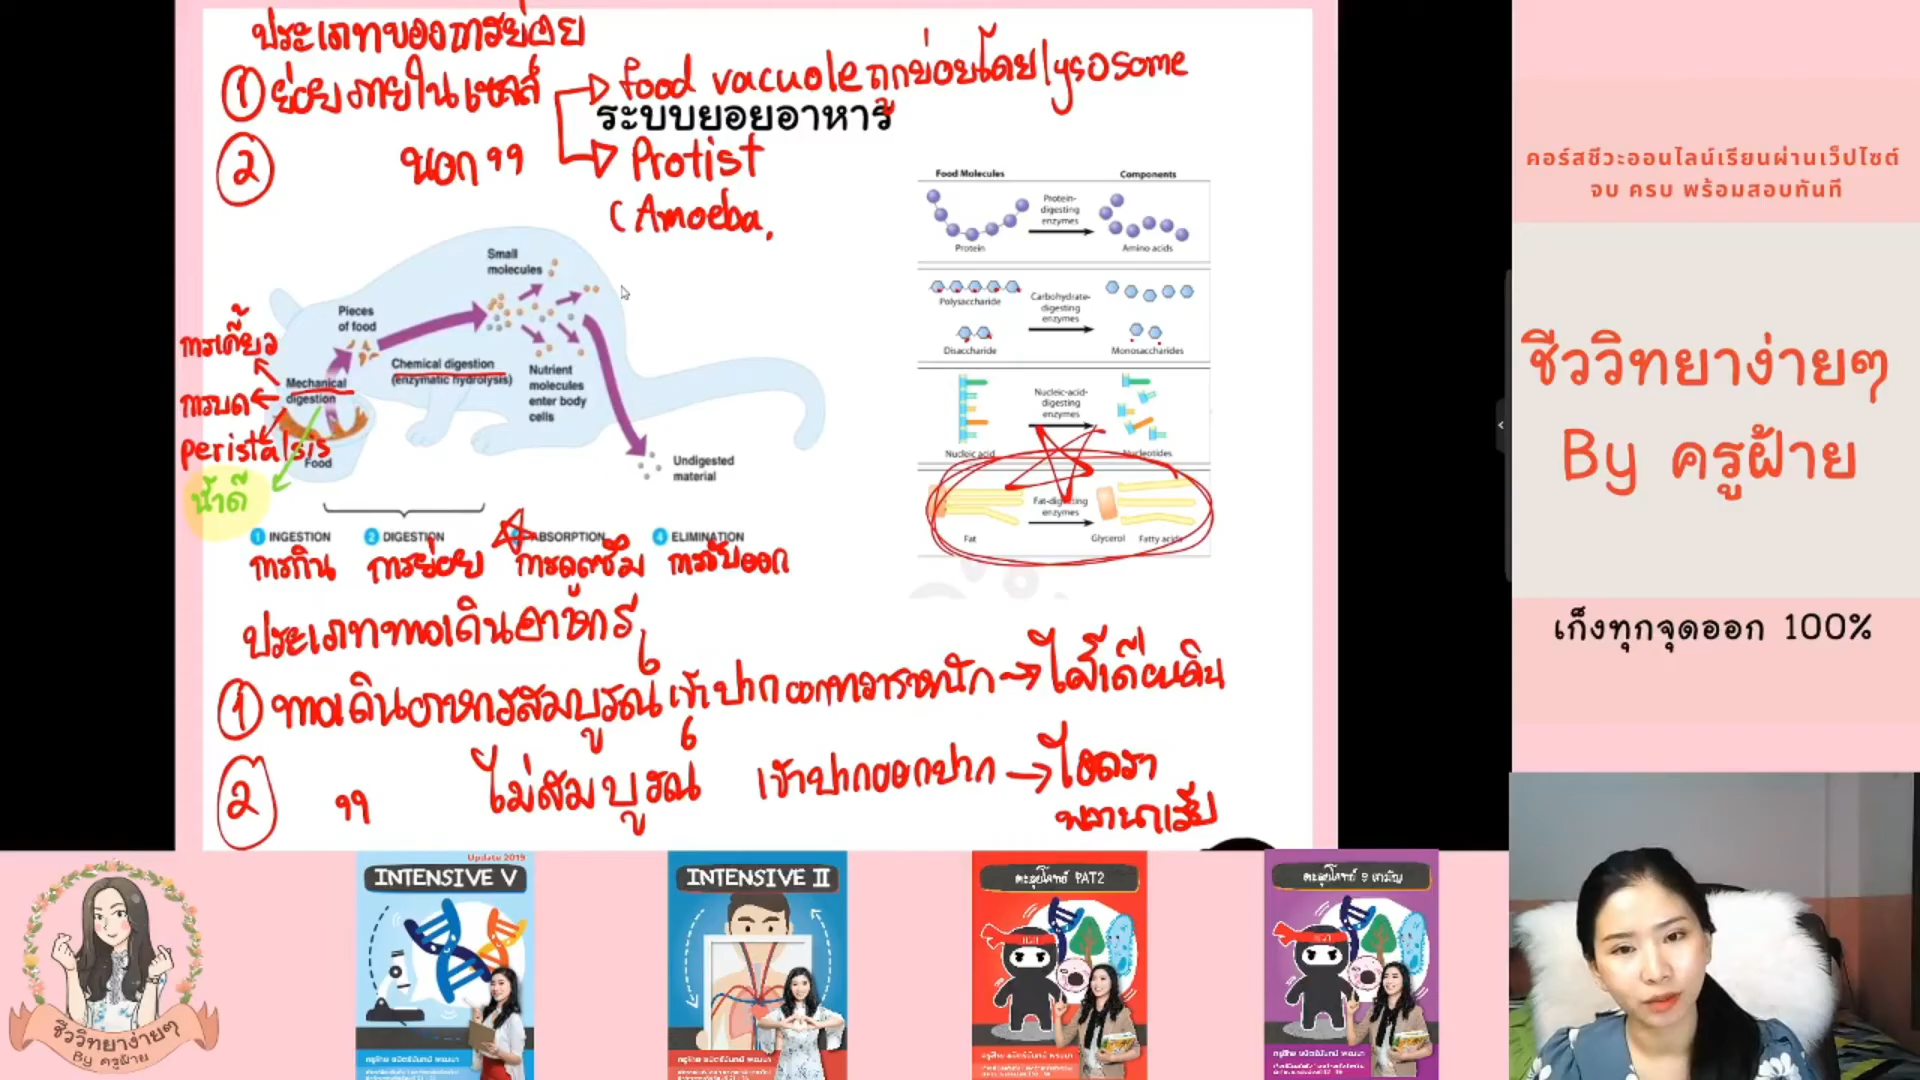 ประเภทของการย่อย
① ย่อยภายในเซลล์
food vacuole ถูกย่อยโดย lysosome
ระบบย่อยอาหาร
② นอก ๆๆ
Protist
(Amoeba,
Small
molecules
Pieces
of food
Chemical digestion
(enzymatic hydrolysis)
Mechanical
digestion
Nutrient
molecules
enter body
cells
Food
Undigested
material
การเคี้ยว
การบด
peristalsis
น้ำดี
1 INGESTION
2 DIGESTION
ABSORPTION
4 ELIMINATION
การกิน การย่อย การดูดซึม การขับออก
Food Molecules
Components
Protein-
digesting
enzymes
Protein
Amino acids
Polysaccharide
Carbohydrate-
digesting
enzymes
Disaccharide
Monosaccharides
Nucleic-acid-
digesting
enzymes
Nucleic acid
Nucleotides
Fat-digesting
enzymes
Fat
Glycerol
Fatty acids
ประเภททางเดินอาหาร
① ทางเดินอาหารสมบูรณ์ เข้าปากออกทวารหนัก → ไส้เดือนดิน
② ๆๆ ไม่สมบูรณ์ เข้าปากออกปาก → ไฮดรา
พลานาเรีย
คอร์สชีวะออนไลน์เรียนผ่านเว็ปไซต์
จบ ครบ พร้อมสอบทันที
ชีววิทยาง่ายๆ
By ครูฝ้าย
เก็งทุกจุดออก 100%
ชีววิทยาง่ายๆ
By ครูฝ้าย
Update 2019
INTENSIVE V
INTENSIVE II
ตะลุยโจทย์ PAT2
ตะลุยโจทย์ 9 สามัญ